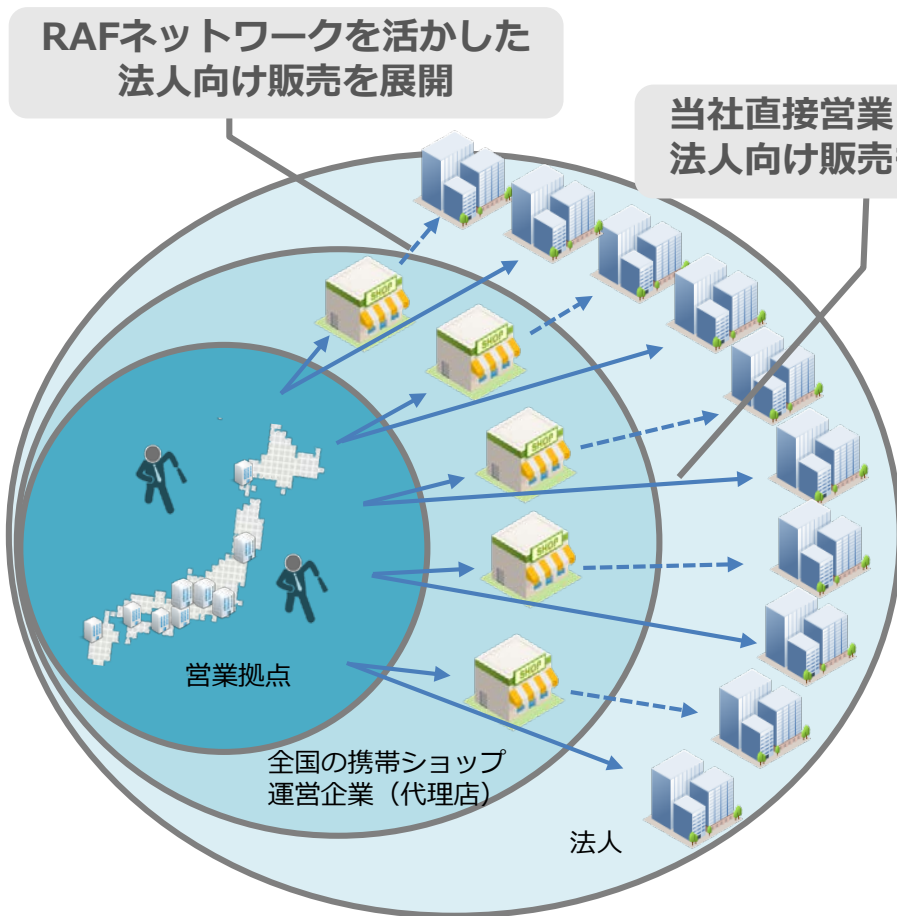 RAFネットワークを活かした
法人向け販売を展開
当社直接営業
法人向け販売
SHOP
SHOP
SHOP
SHOP
SHOP
営業拠点
全国の携帯ショップ
運営企業（代理店）
法人